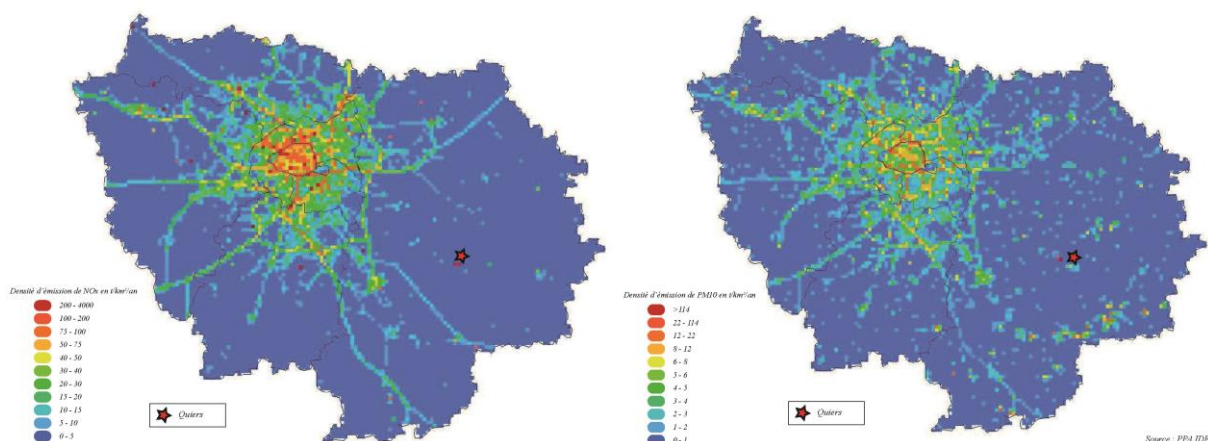 Densité d'émission de NOx en t/km²/an
200 - 4000
100 - 200
75 - 100
50 - 75
40 - 50
30 - 40
20 - 30
15 - 20
10 - 15
5 - 10
0 - 5
Quiers
Densité d'émission de PM10 en t/km²/an
>114
22 - 114
12 - 22
8 - 12
6 - 8
5 - 6
4 - 5
3 - 4
2 - 3
1 - 2
0 - 1
Quiers
Source : PPA IDF